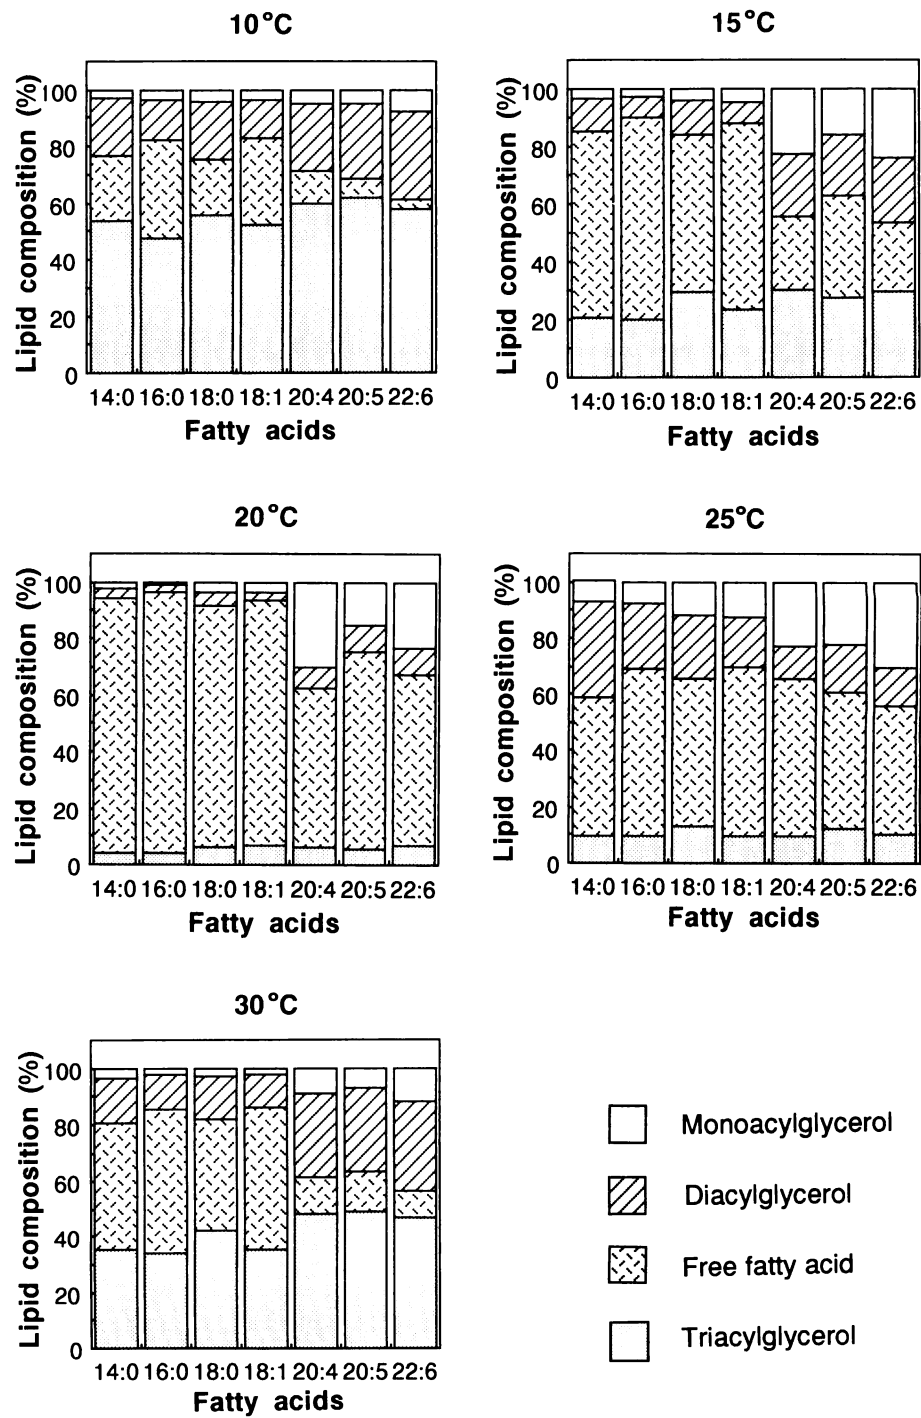 10°C
Lipid composition (%)
100
80
60
40
20
0
14:0 16:0 18:0 18:1 20:4 20:5 22:6
Fatty acids
15°C
Lipid composition (%)
100
80
60
40
20
0
14:0 16:0 18:0 18:1 20:4 20:5 22:6
Fatty acids
20°C
Lipid composition (%)
100
80
60
40
20
0
14:0 16:0 18:0 18:1 20:4 20:5 22:6
Fatty acids
25°C
Lipid composition (%)
100
80
60
40
20
0
14:0 16:0 18:0 18:1 20:4 20:5 22:6
Fatty acids
30°C
Lipid composition (%)
100
80
60
40
20
0
14:0 16:0 18:0 18:1 20:4 20:5 22:6
Fatty acids
Monoacylglycerol
Diacylglycerol
Free fatty acid
Triacylglycerol